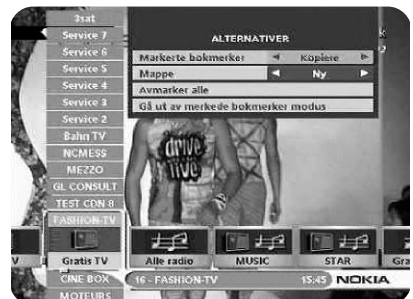 3sat
Service 7
Service 6
Service 5
Service 4
Service 3
Service 2
Bahn TV
NCMESS
MEZZO
GL CONSULT
TEST CDN 8
FASHION-TV
ALTERNATIVER
Markerte bokmerker Kopiere
Mappe Ny
Avmarker alle
Gå ut av merkede bokmerker modus
drive
live
V Gratis TV Alle radio MUSIC STAR Gra
CINE BOX 16 - FASHION-TV 15:45 NOKIA
MOTEURS